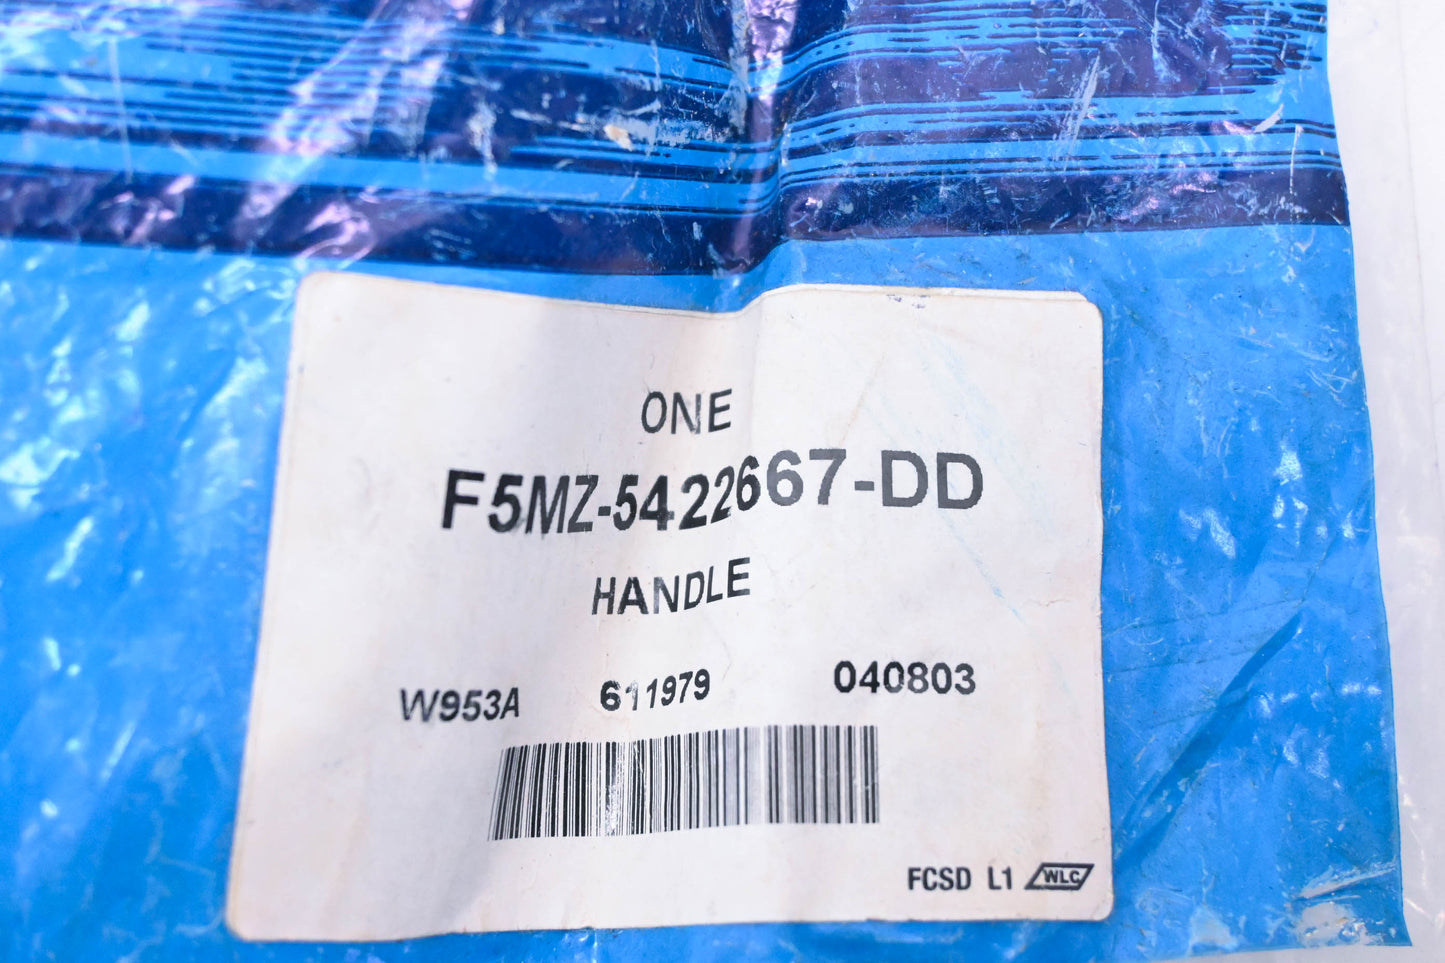 ONE
F5MZ-5422667-DD
HANDLE
W953A 611979 040803
FCSD L1 WLC